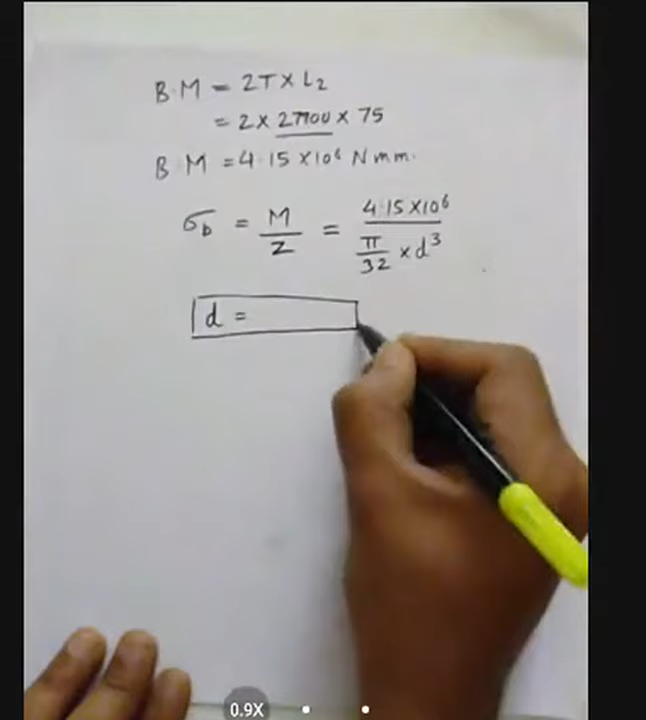 B.M = 2T × L2
= 2 × 27700 × 75
B.M = 4.15 × 10⁶ N mm.
σb = M/Z = 4.15 × 10⁶ / (π/32 × d³)
d =
0.9X